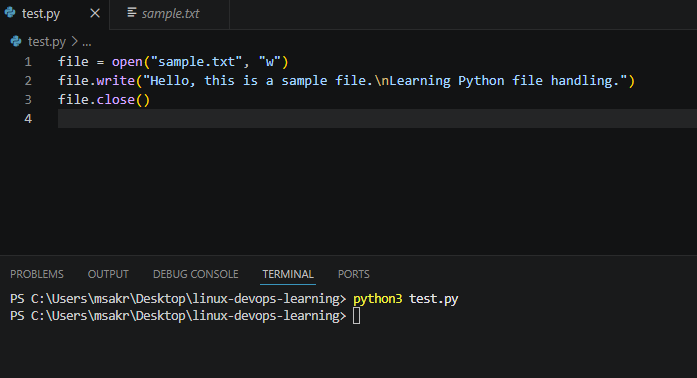 test.py
sample.txt
test.py > ...
1 file = open("sample.txt", "w")
2 file.write("Hello, this is a sample file.\nLearning Python file handling.")
3 file.close()
4
PROBLEMS OUTPUT DEBUG CONSOLE TERMINAL PORTS
PS C:\Users\msakr\Desktop\linux-devops-learning> python3 test.py
PS C:\Users\msakr\Desktop\linux-devops-learning>